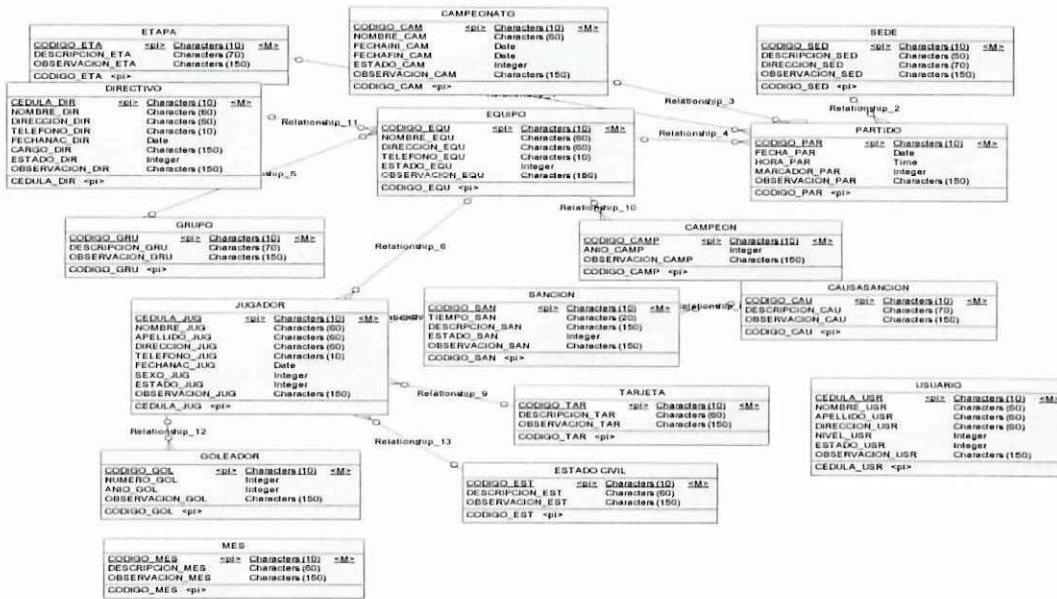 ETAPA
CODIGO_ETA <pi> Characters (10) <M>
DESCRIPCION_ETA Characters (70)
OBSERVACION_ETA Characters (150)
CODIGO_ETA <pi>
CAMPEONATO
CODIGO_CAM <pi> Characters (10) <M>
NOMBRE_CAM Characters (60)
FECHAINI_CAM Date
FECHAFIN_CAM Date
ESTADO_CAM Integer
OBSERVACION_CAM Characters (150)
CODIGO_CAM <pi>
SEDE
CODIGO_SED <pi> Characters (10) <M>
DESCRIPCION_SED Characters (50)
DIRECCION_SED Characters (70)
OBSERVACION_SED Characters (150)
CODIGO_SED <pi>
DIRECTIVO
CEDULA_DIR <pi> Characters (10) <M>
NOMBRE_DIR Characters (60)
DIRECCION_DIR Characters (60)
TELEFONO_DIR Characters (10)
FECHANAC_DIR Date
CARGO_DIR Characters (150)
ESTADO_DIR Integer
OBSERVACION_DIR Characters (150)
CEDULA_DIR <pi>
Relationship_11
Relationship_3
Relationship_2
EQUIPO
CODIGO_EQU <pi> Characters (10) <M>
NOMBRE_EQU Characters (60)
DIRECCION_EQU Characters (60)
TELEFONO_EQU Characters (10)
ESTADO_EQU Integer
OBSERVACION_EQU Characters (150)
CODIGO_EQU <pi>
Relationship_4
PARTIDO
CODIGO_PAR <pi> Characters (10) <M>
FECHA_PAR Date
HORA_PAR Time
MARCADOR_PAR Integer
OBSERVACION_PAR Characters (150)
CODIGO_PAR <pi>
Relationship_10
GRUPO
CODIGO_GRU <pi> Characters (10) <M>
DESCRIPCION_GRU Characters (70)
OBSERVACION_GRU Characters (150)
CODIGO_GRU <pi>
Relationship_6
CAMPEON
CODIGO_CAMP <pi> Characters (10) <M>
ANIO_CAMP Integer
OBSERVACION_CAMP Characters (150)
CODIGO_CAMP <pi>
JUGADOR
CEDULA_JUG <pi> Characters (10) <M>
NOMBRE_JUG Characters (60)
APELLIDO_JUG Characters (60)
DIRECCION_JUG Characters (60)
TELEFONO_JUG Characters (10)
FECHANAC_JUG Date
SEXO_JUG Integer
ESTADO_JUG Integer
OBSERVACION_JUG Characters (150)
CEDULA_JUG <pi>
SANCION
CODIGO_SAN <pi> Characters (10) <M>
TIEMPO_SAN Characters (20)
DESCRPCION_SAN Characters (150)
ESTADO_SAN Integer
OBSERVACION_SAN Characters (150)
CODIGO_SAN <pi>
CAUSASANCION
CODIGO_CAU <pi> Characters (10) <M>
DESCRIPCION_CAU Characters (70)
OBSERVACION_CAU Characters (150)
CODIGO_CAU <pi>
Relationship_9
TARJETA
CODIGO_TAR <pi> Characters (10) <M>
DESCRIPCION_TAR Characters (60)
OBSERVACION_TAR Characters (150)
CODIGO_TAR <pi>
USUARIO
CEDULA_USR <pi> Characters (10) <M>
NOMBRE_USR Characters (60)
APELLIDO_USR Characters (60)
DIRECCION_USR Characters (60)
NIVEL_USR Integer
ESTADO_USR Integer
OBSERVACION_USR Characters (150)
CEDULA_USR <pi>
Relationship_12
Relationship_13
GOLEADOR
CODIGO_GOL <pi> Characters (10) <M>
NUMERO_GOL Integer
ANIO_GOL Integer
OBSERVACION_GOL Characters (150)
CODIGO_GOL <pi>
ESTADO CIVIL
CODIGO_EST <pi> Characters (10) <M>
DESCRIPCION_EST Characters (60)
OBSERVACION_EST Characters (150)
CODIGO_EST <pi>
MES
CODIGO_MES <pi> Characters (10) <M>
DESCRIPCION_MES Characters (60)
OBSERVACION_MES Characters (150)
CODIGO_MES <pi>